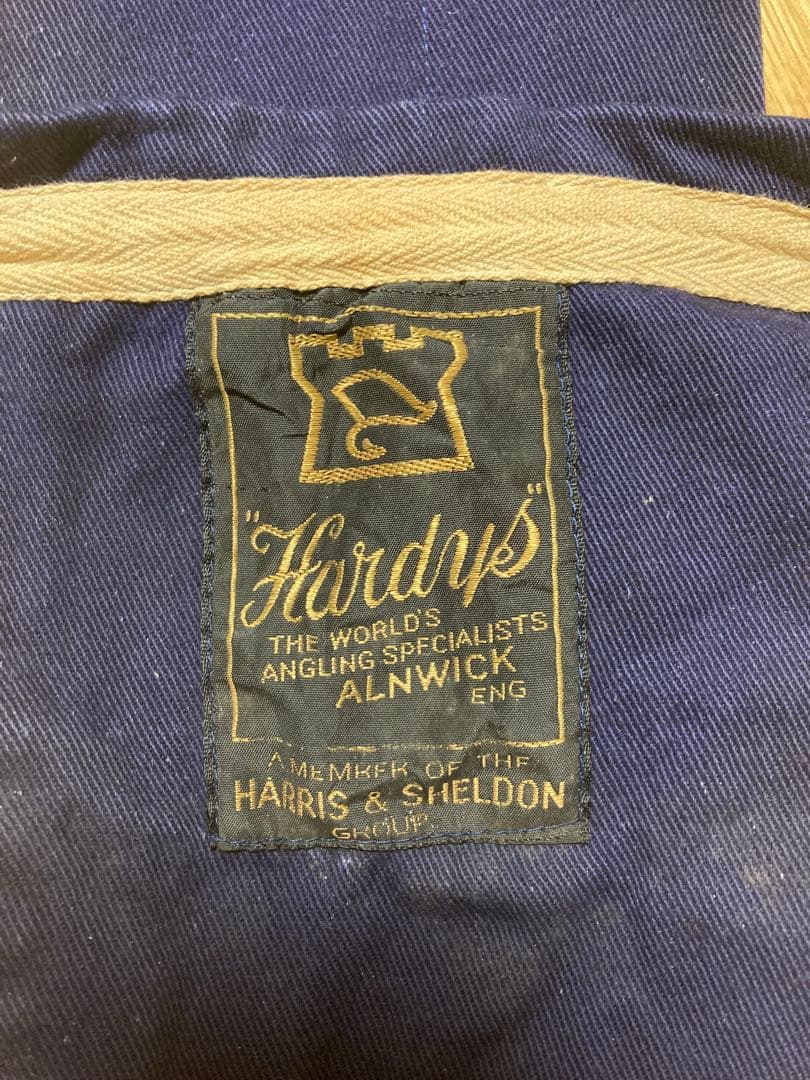 "Hardys"
THE WORLD'S
ANGLING SPECIALISTS
ALNWICK
ENG
A MEMBER OF THE
HARRIS & SHELDON
GROUP.